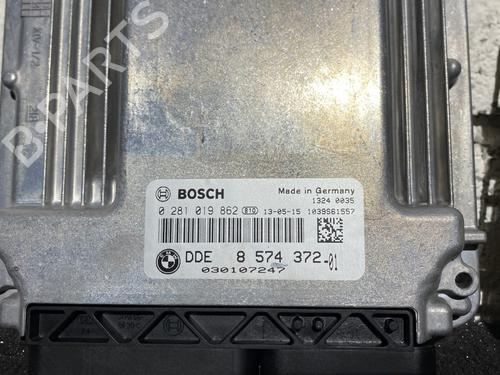 B-PARTS
BOSCH
Made in Germany
1324 0035
0 281 019 862 13-05-15 1039S61557
DDE 8 574 372-01
030107247